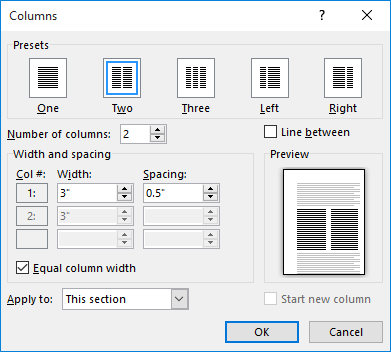 Columns ?
Presets
One Two Three Left Right
Number of columns: 2 Line between
Width and spacing Preview
Col #: Width: Spacing:
1: 3" 0.5"
2: 3"
Equal column width
Apply to: This section Start new column
OK Cancel